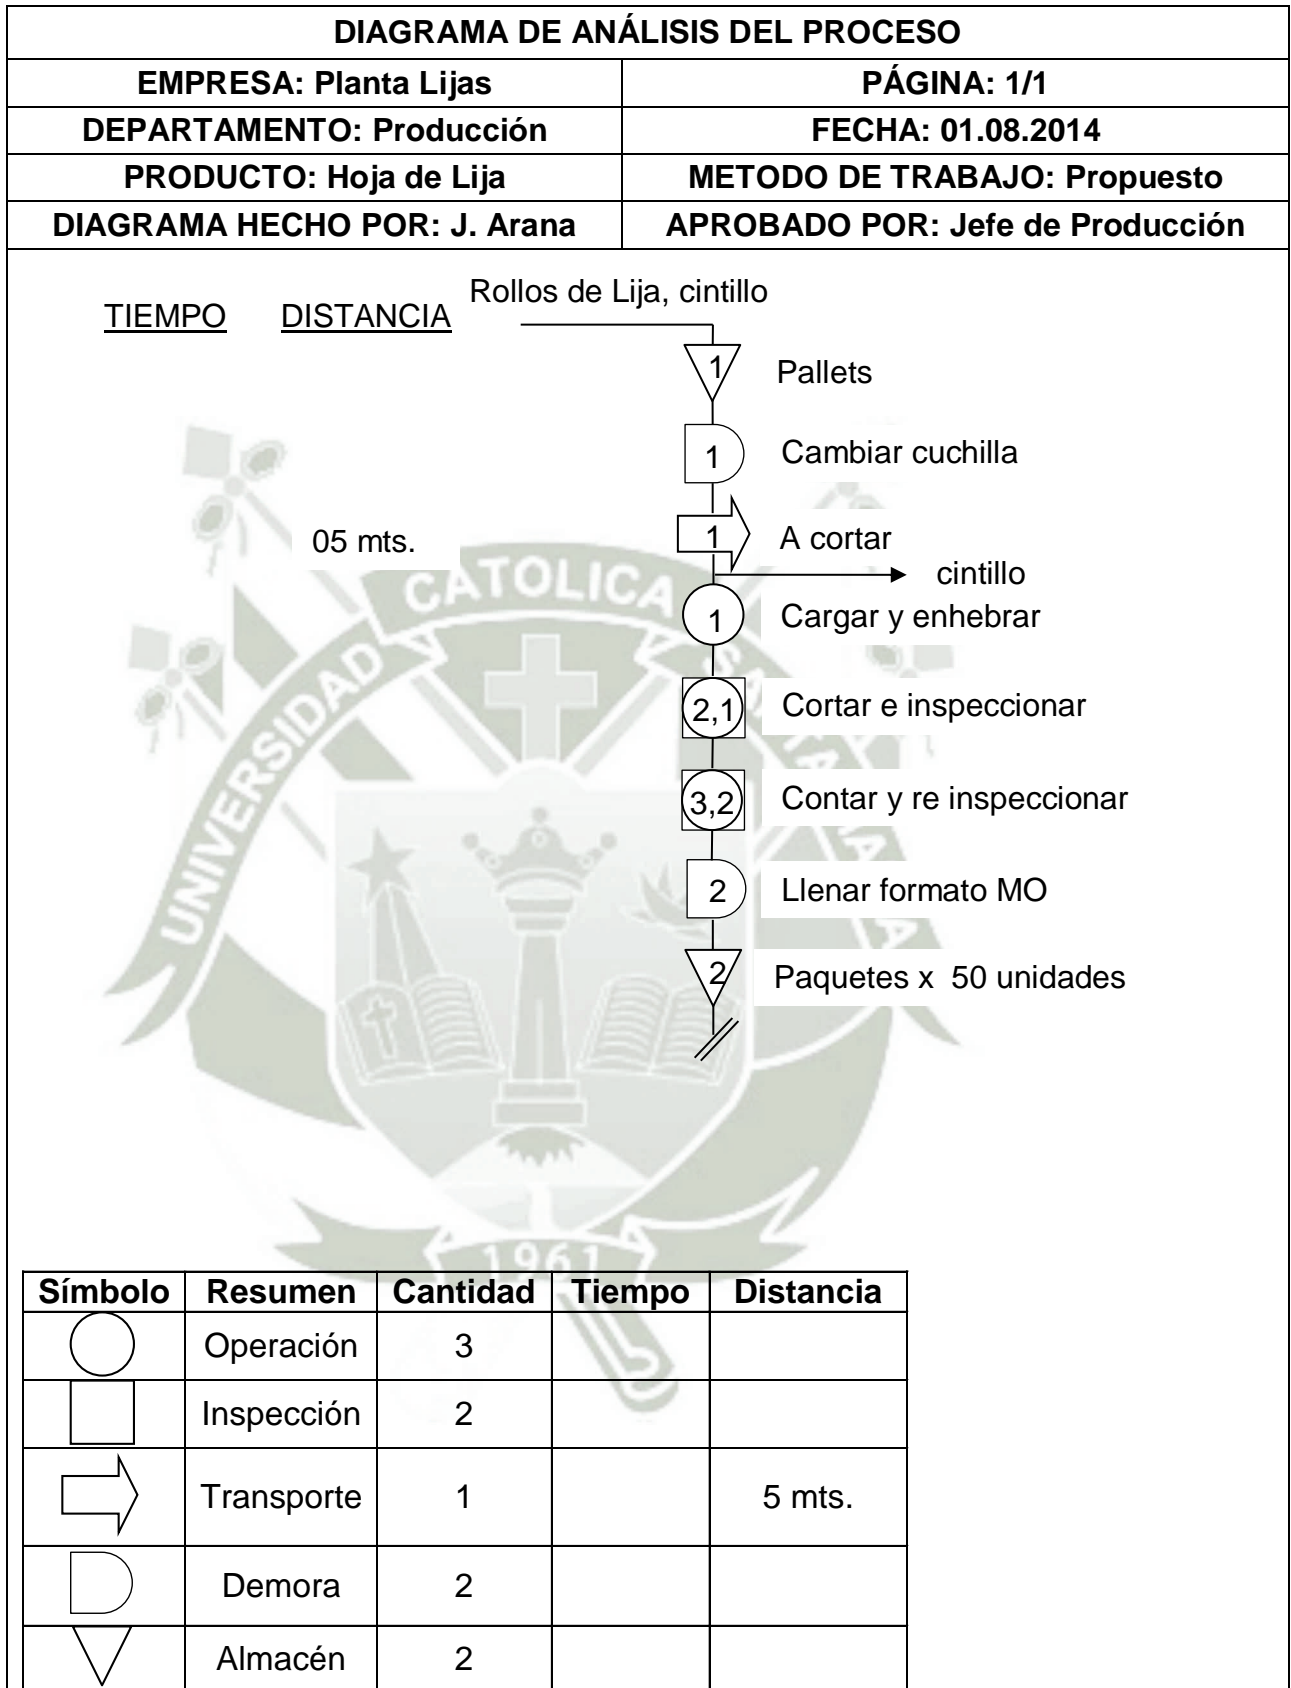 DIAGRAMA DE ANÁLISIS DEL PROCESO
EMPRESA: Planta Lijas
PÁGINA: 1/1
DEPARTAMENTO: Producción
FECHA: 01.08.2014
PRODUCTO: Hoja de Lija
METODO DE TRABAJO: Propuesto
DIAGRAMA HECHO POR: J. Arana
APROBADO POR: Jefe de Producción
Rollos de Lija, cintillo
TIEMPO DISTANCIA
1 Pallets
1 Cambiar cuchilla
05 mts. 1 A cortar
cintillo
1 Cargar y enhebrar
2,1 Cortar e inspeccionar
3,2 Contar y re inspeccionar
2 Llenar formato MO
2 Paquetes x 50 unidades
UNIVERSIDAD CATOLICA SANTA MARIA
1961
Símbolo Resumen Cantidad Tiempo Distancia
Operación 3
Inspección 2
Transporte 1 5 mts.
Demora 2
Almacén 2